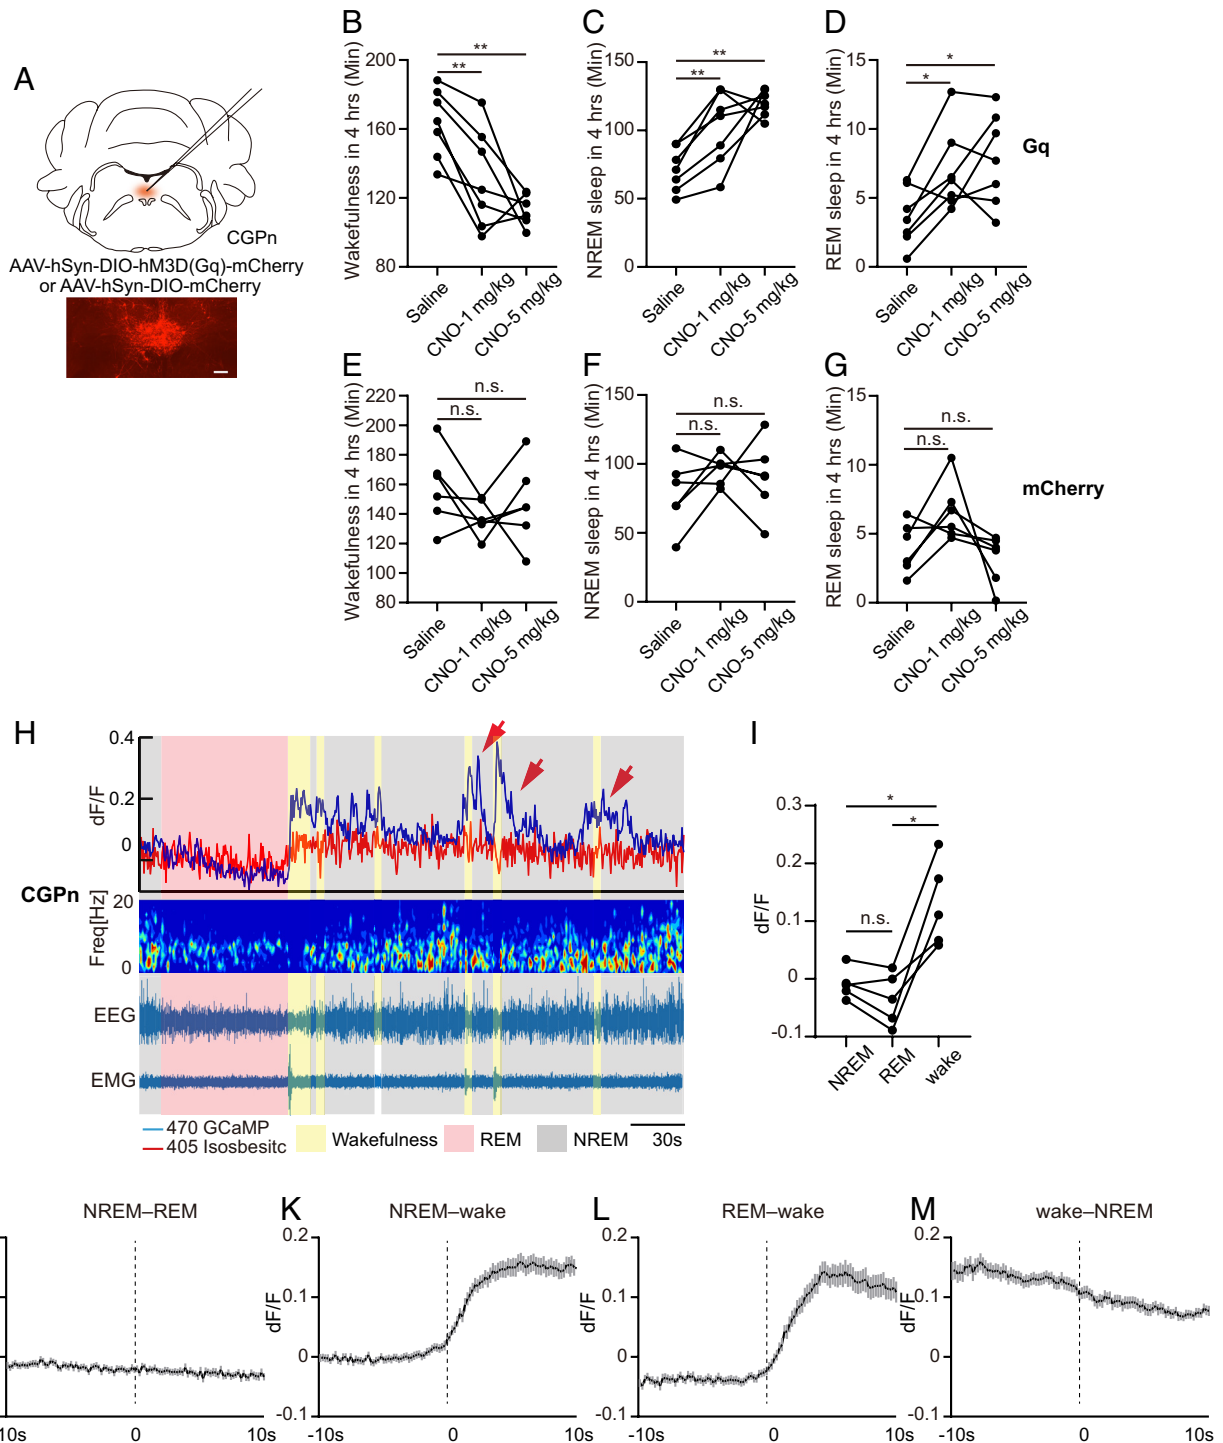 A
CGPn
AAV-hSyn-DIO-hM3D(Gq)-mCherry
or AAV-hSyn-DIO-mCherry
B
Wakefulness in 4 hrs (Min)
200
160
120
80
**
**
Saline
CNO-1 mg/kg
CNO-5 mg/kg
C
NREM sleep in 4 hrs (Min)
150
100
50
0
**
**
Saline
CNO-1 mg/kg
CNO-5 mg/kg
D
REM sleep in 4 hrs (Min)
15
10
5
0
*
*
Saline
CNO-1 mg/kg
CNO-5 mg/kg
Gq
E
Wakefulness in 4 hrs (Min)
220
200
180
160
140
120
100
80
n.s.
n.s.
Saline
CNO-1 mg/kg
CNO-5 mg/kg
F
NREM sleep in 4 hrs (Min)
150
100
50
0
n.s.
n.s.
Saline
CNO-1 mg/kg
CNO-5 mg/kg
G
REM sleep in 4 hrs (Min)
15
10
5
0
n.s.
n.s.
Saline
CNO-1 mg/kg
CNO-5 mg/kg
mCherry
H
dF/F
0.4
0.2
0
CGPn
Freq[Hz]
20
0
EEG
EMG
470 GCaMP
405 Isosbesitc
Wakefulness
REM
NREM
30s
I
dF/F
0.3
0.2
0.1
0
-0.1
*
*
n.s.
NREM
REM
wake
NREM–REM
-10s
0
10s
K
NREM–wake
dF/F
0.2
0.1
0
-0.1
-10s
0
10s
L
REM–wake
dF/F
0.2
0.1
0
-0.1
-10s
0
10s
M
wake–NREM
dF/F
0.2
0.1
0
-0.1
-10s
0
10s